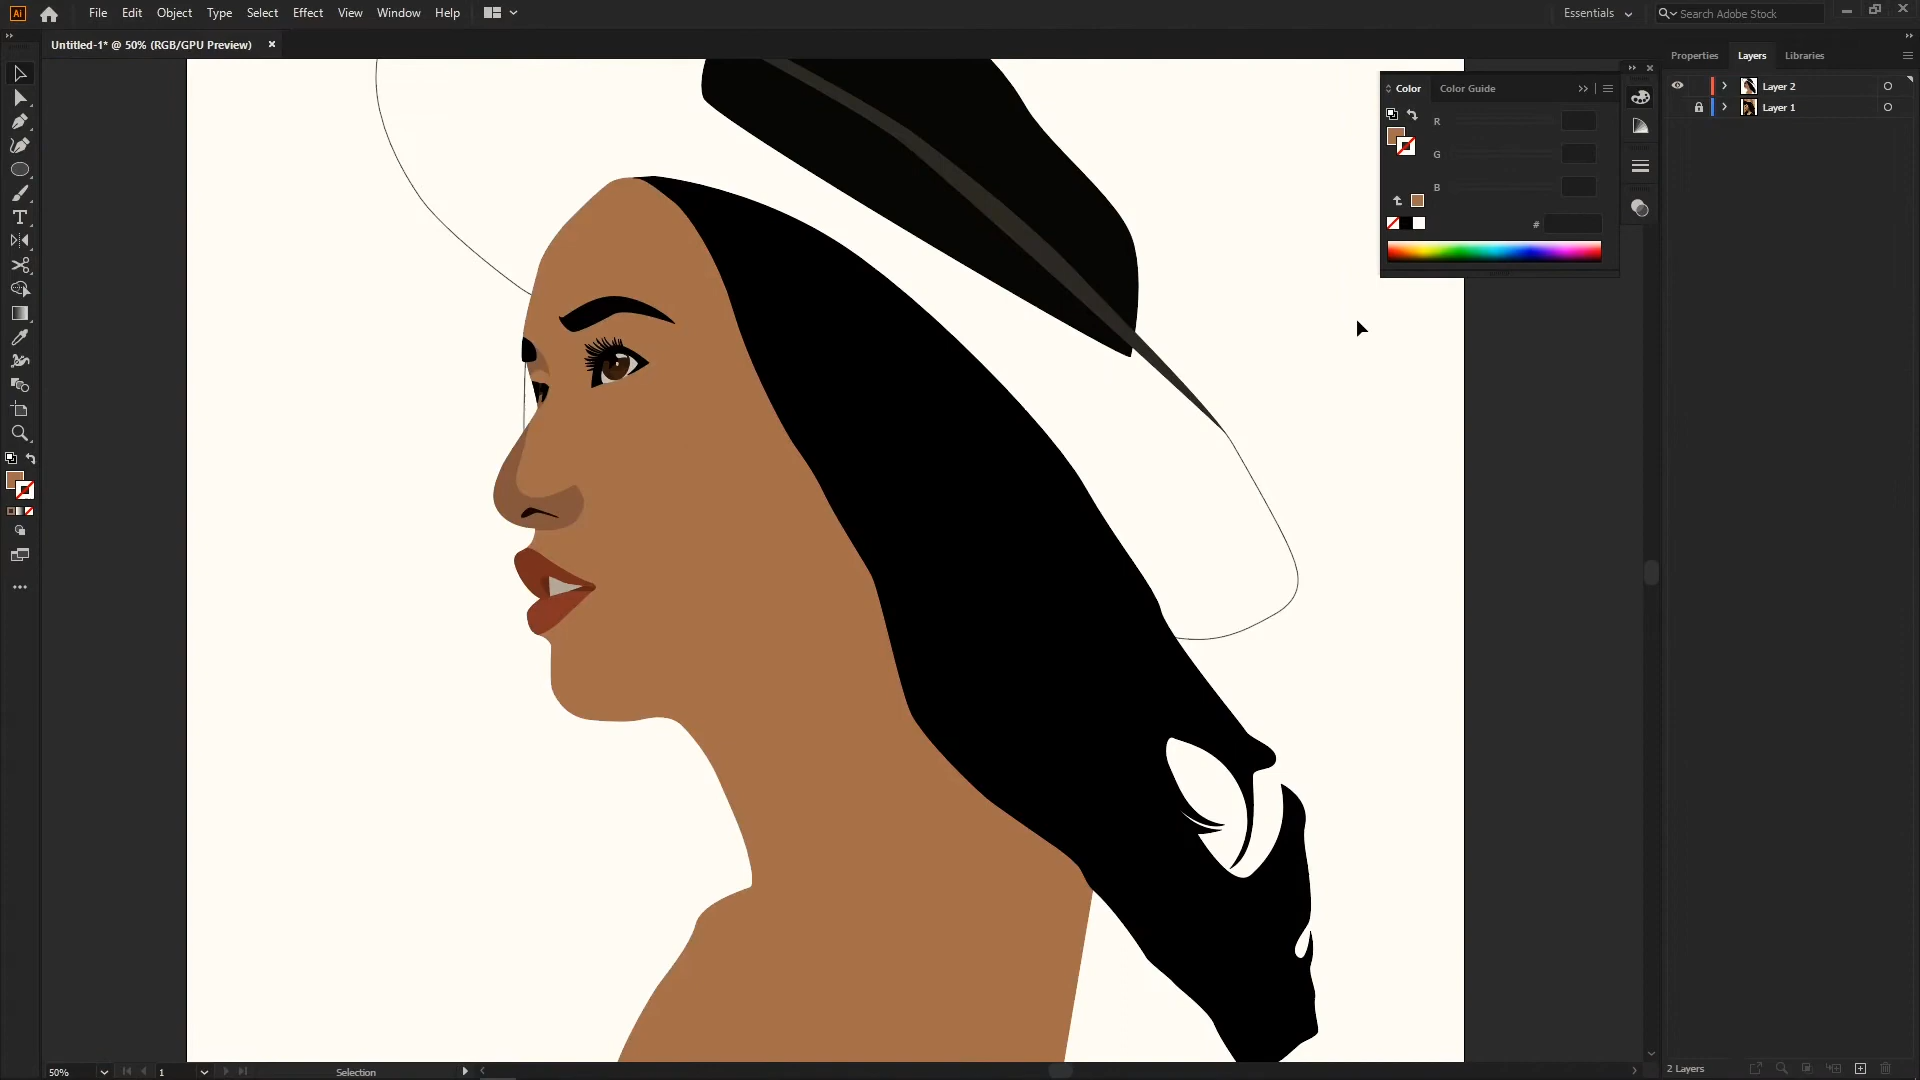 Ai File Edit Object Type Select Effect View Window Help Essentials Search Adobe Stock
Untitled-1* @ 50% (RGB/GPU Preview)
Properties Layers Libraries
Color Color Guide
R
G
B
#
Layer 2
Layer 1
50% 1 Selection
2 Layers